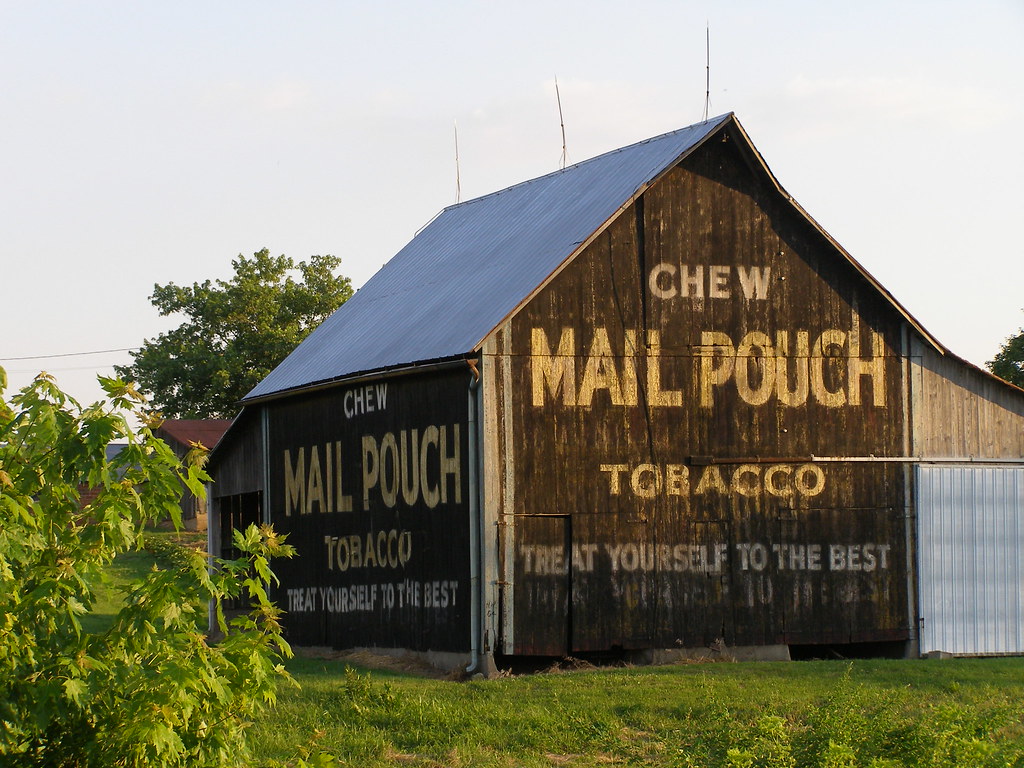 CHEW
MAIL POUCH
TOBACCO
TREAT YOURSELF TO THE BEST
CHEW
MAIL POUCH
TOBACCO
TREAT YOURSELF TO THE BEST